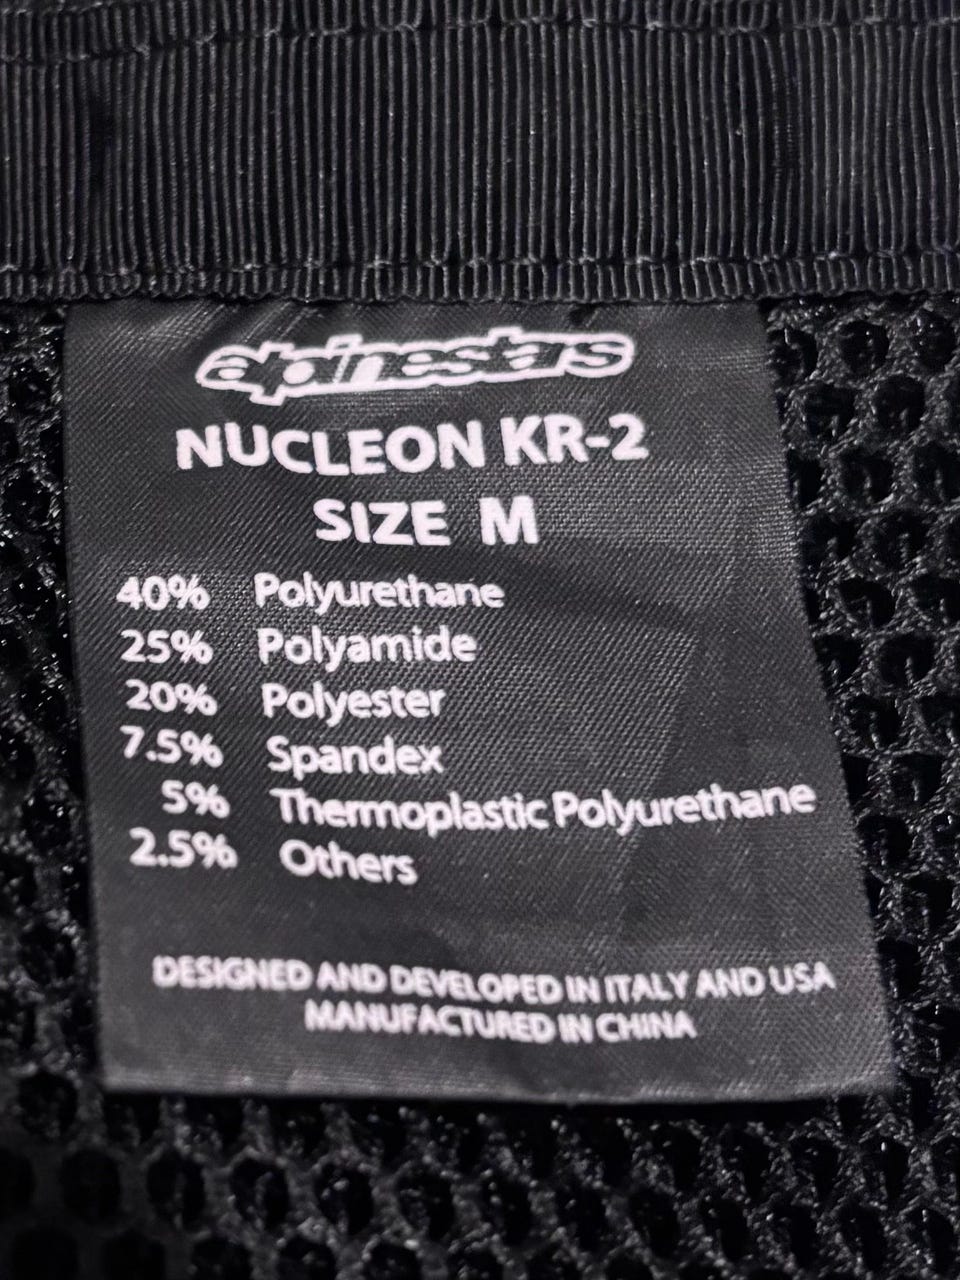 alpinestars
NUCLEON KR-2
SIZE M
40% Polyurethane
25% Polyamide
20% Polyester
7.5% Spandex
5% Thermoplastic Polyurethane
2.5% Others
DESIGNED AND DEVELOPED IN ITALY AND USA
MANUFACTURED IN CHINA